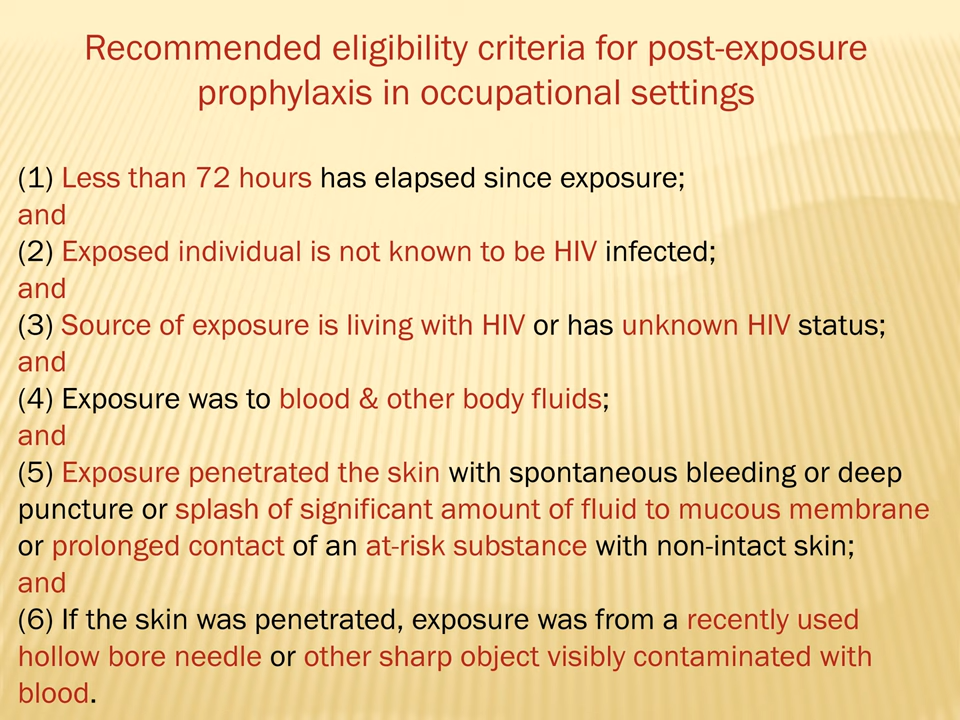 Recommended eligibility criteria for post-exposure
prophylaxis in occupational settings
(1) Less than 72 hours has elapsed since exposure;
and
(2) Exposed individual is not known to be HIV infected;
and
(3) Source of exposure is living with HIV or has unknown HIV status;
and
(4) Exposure was to blood & other body fluids;
and
(5) Exposure penetrated the skin with spontaneous bleeding or deep
puncture or splash of significant amount of fluid to mucous membrane
or prolonged contact of an at-risk substance with non-intact skin;
and
(6) If the skin was penetrated, exposure was from a recently used
hollow bore needle or other sharp object visibly contaminated with
blood.